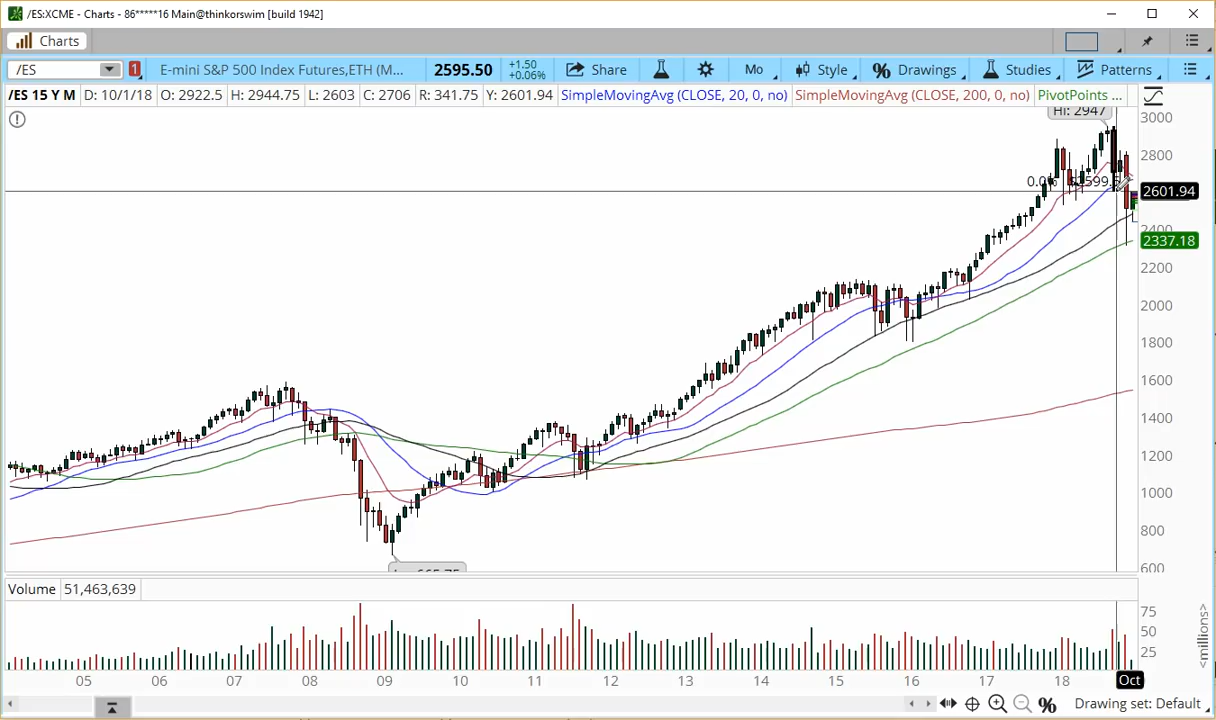 /ES:XCME - Charts - 86*****16 Main@thinkorswim [build 1942]
Charts
/ES 1 E-mini S&P 500 Index Futures,ETH (M... 2595.50 +1.50 +0.06% Share Mo Style % Drawings Studies Patterns
/ES 15 Y M D: 10/1/18 O: 2922.5 H: 2944.75 L: 2603 C: 2706 R: 341.75 Y: 2601.94 SimpleMovingAvg (CLOSE, 20, 0, no) SimpleMovingAvg (CLOSE, 200, 0, no) PivotPoints ...
Hi: 2947
3000
2800
0.0%
2601.94
2400
2337.18
2200
2000
1800
1600
1400
1200
1000
800
600
Volume 51,463,639
75
50
25
<millions>
05 06 07 08 09 10 11 12 13 14 15 16 17 18 Oct
% Drawing set: Default